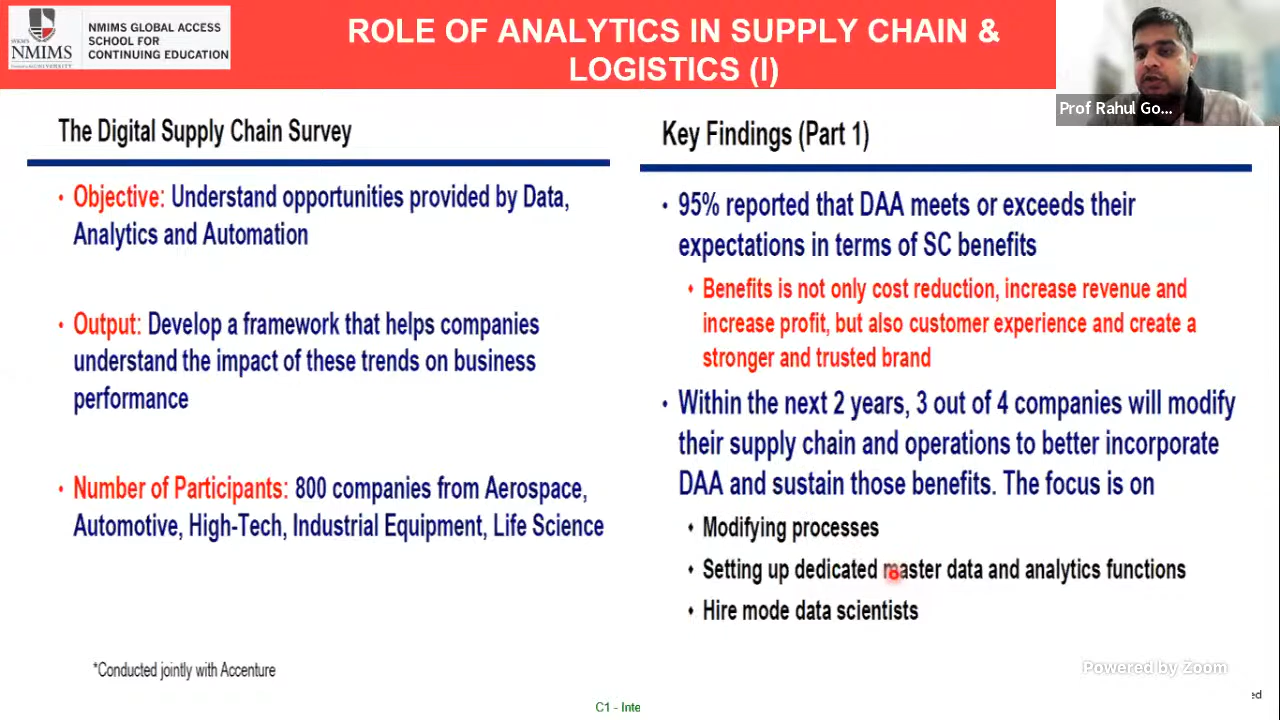 SVKM'S
NMIMS
NMIMS GLOBAL ACCESS
SCHOOL FOR
CONTINUING EDUCATION
ROLE OF ANALYTICS IN SUPPLY CHAIN &
LOGISTICS (I)
Prof Rahul Go...
The Digital Supply Chain Survey
• Objective: Understand opportunities provided by Data,
Analytics and Automation
• Output: Develop a framework that helps companies
understand the impact of these trends on business
performance
• Number of Participants: 800 companies from Aerospace,
Automotive, High-Tech, Industrial Equipment, Life Science
*Conducted jointly with Accenture
Key Findings (Part 1)
• 95% reported that DAA meets or exceeds their
expectations in terms of SC benefits
• Benefits is not only cost reduction, increase revenue and
increase profit, but also customer experience and create a
stronger and trusted brand
• Within the next 2 years, 3 out of 4 companies will modify
their supply chain and operations to better incorporate
DAA and sustain those benefits. The focus is on
• Modifying processes
• Setting up dedicated master data and analytics functions
• Hire mode data scientists
Powered by Zoom
ed
C1 - Inte